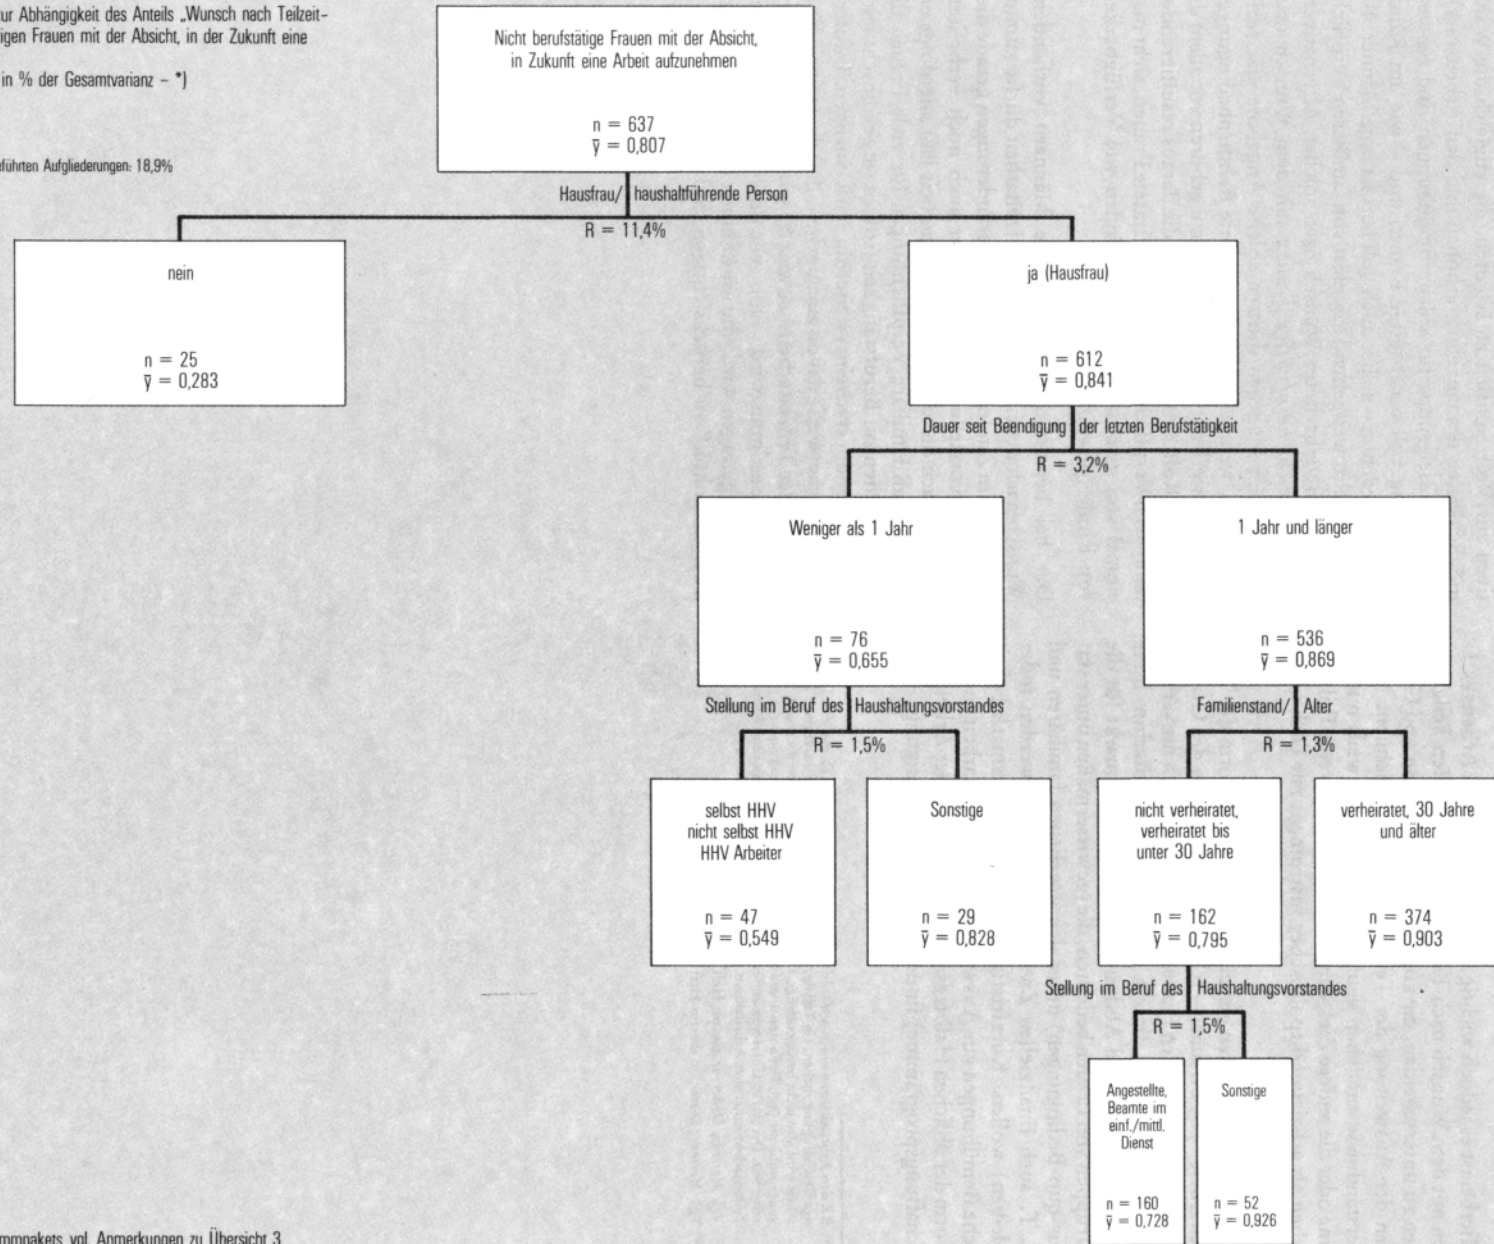 ur Abhängigkeit des Anteils „Wunsch nach Teilzeit–
igen Frauen mit der Absicht, in der Zukunft eine
in % der Gesamtvarianz – *)
eführten Aufgliederungen: 18,9%
Nicht berufstätige Frauen mit der Absicht,
in Zukunft eine Arbeit aufzunehmen
n = 637
ȳ = 0,807
Hausfrau/ haushaltführende Person
R = 11,4%
nein
n = 25
ȳ = 0,283
ja (Hausfrau)
n = 612
ȳ = 0,841
Dauer seit Beendigung der letzten Berufstätigkeit
R = 3,2%
Weniger als 1 Jahr
n = 76
ȳ = 0,655
1 Jahr und länger
n = 536
ȳ = 0,869
Stellung im Beruf des Haushaltungsvorstandes
R = 1,5%
Familienstand/ Alter
R = 1,3%
selbst HHV
nicht selbst HHV
HHV Arbeiter
n = 47
ȳ = 0,549
Sonstige
n = 29
ȳ = 0,828
nicht verheiratet,
verheiratet bis
unter 30 Jahre
n = 162
ȳ = 0,795
verheiratet, 30 Jahre
und älter
n = 374
ȳ = 0,903
Stellung im Beruf des Haushaltungsvorstandes
R = 1,5%
Angestellte,
Beamte im
einf./mittl.
Dienst
n = 160
ȳ = 0,728
Sonstige
n = 52
ȳ = 0,926
mmpakets vgl. Anmerkungen zu Übersicht 3